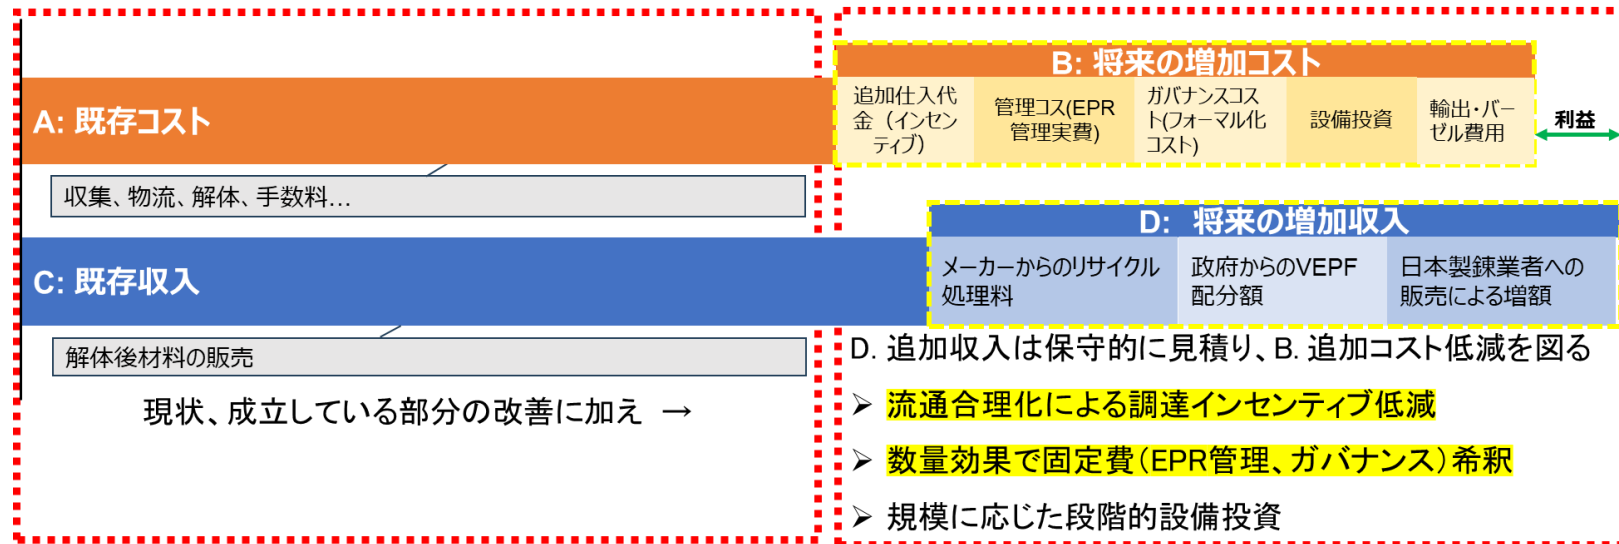 A: 既存コスト
収集、物流、解体、手数料…
C: 既存収入
解体後材料の販売
現状、成立している部分の改善に加え →
B: 将来の増加コスト
追加仕入代
金（インセン
ティブ）
管理コス(EPR
管理実費)
ガバナンスコス
ト(フォーマル化
コスト)
設備投資
輸出・バー
ゼル費用
利益
D: 将来の増加収入
メーカーからのリサイクル
処理料
政府からのVEPF
配分額
日本製錬業者への
販売による増額
D. 追加収入は保守的に見積り、B. 追加コスト低減を図る
➢ 流通合理化による調達インセンティブ低減
➢ 数量効果で固定費（EPR管理、ガバナンス）希釈
➢ 規模に応じた段階的設備投資